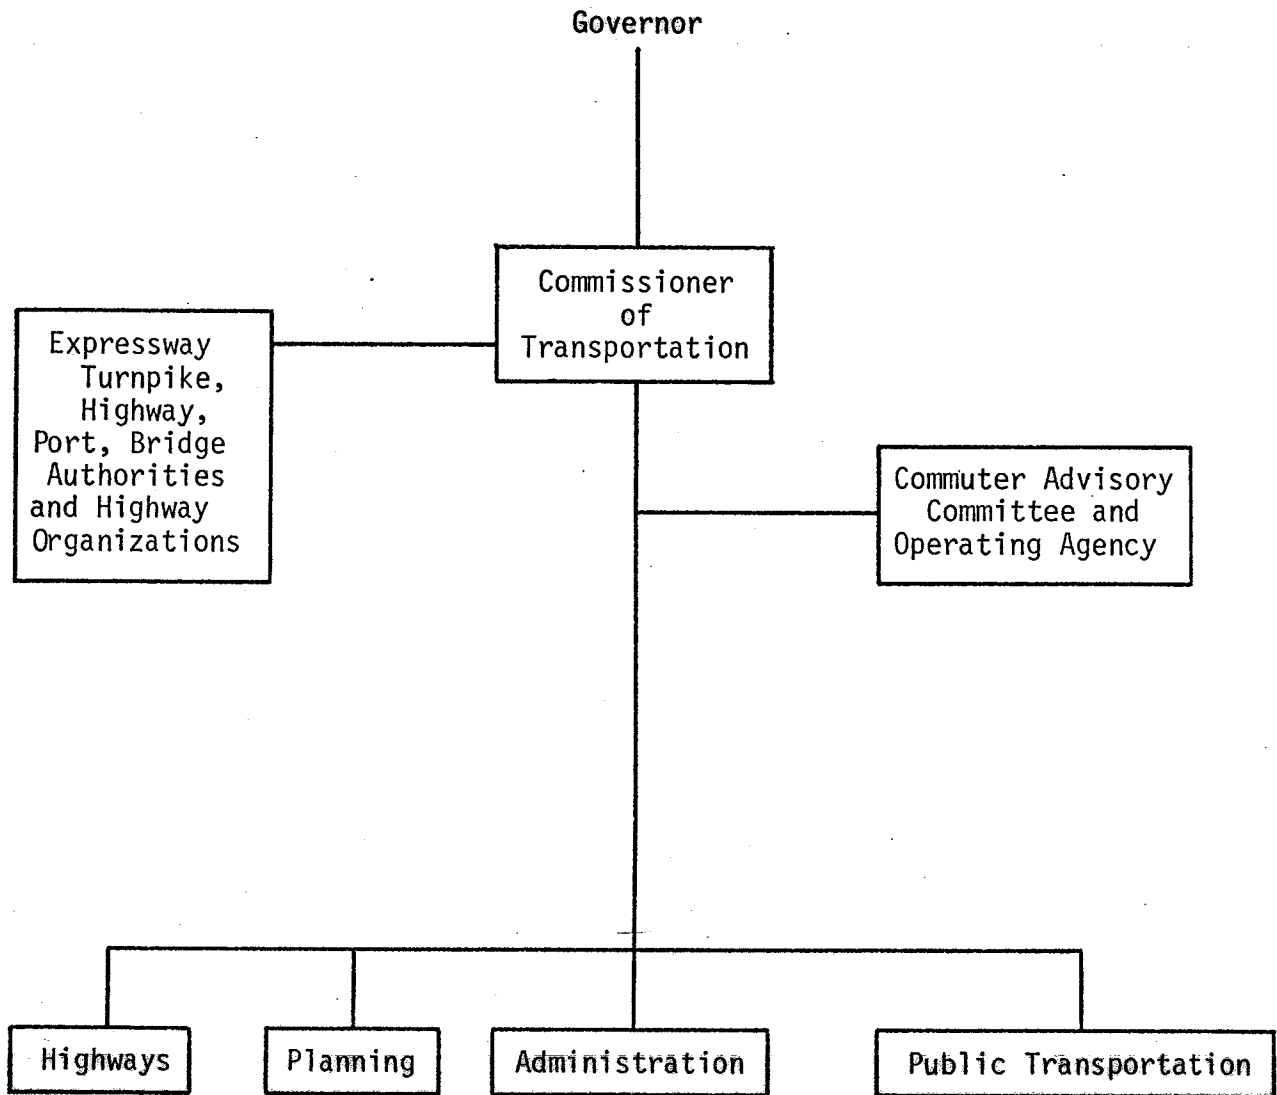 Governor
Commissioner
of
Transportation
Expressway
Turnpike,
Highway,
Port, Bridge
Authorities
and Highway
Organizations
Commuter Advisory
Committee and
Operating Agency
Highways
Planning
Administration
Public Transportation